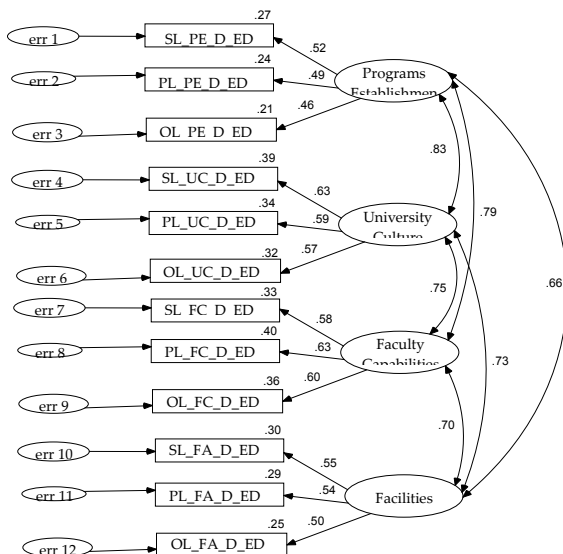 .27
err 1
SL_PE_D_ED
.52
.24
err 2
PL_PE_D_ED
.49
Programs
Establishmen
.21
.46
err 3
OL_PE_D_ED
.83
.39
err 4
SL_UC_D_ED
.63
.34
.79
err 5
PL_UC_D_ED
.59
University
Culture
.32
.57
err 6
OL_UC_D_ED
.66
.33
.75
err 7
SL_FC_D_ED
.58
.40
err 8
PL_FC_D_ED
.63
Faculty
Capabilities
.73
.36
.60
err 9
OL_FC_D_ED
.70
.30
err 10
SL_FA_D_ED
.55
.29
err 11
PL_FA_D_ED
.54
Facilities
.25
.50
err 12
OL_FA_D_ED